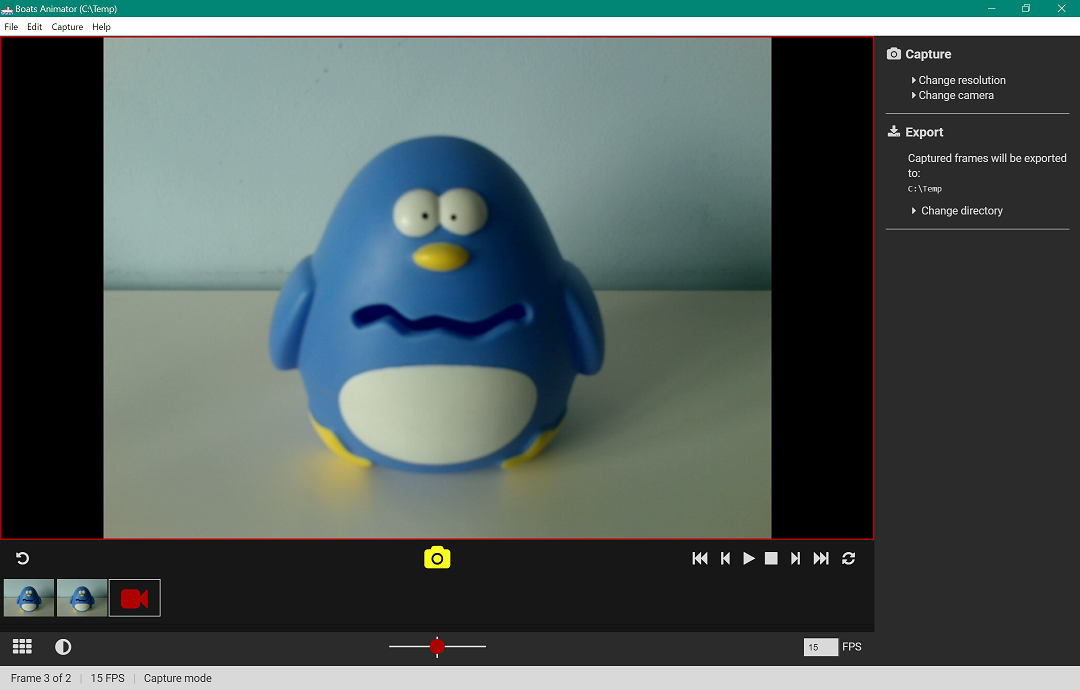 Boats Animator (C:\Temp)
File Edit Capture Help
Capture
Change resolution
Change camera
Export
Captured frames will be exported
to:
C:\Temp
Change directory
15 FPS
Frame 3 of 2 | 15 FPS | Capture mode